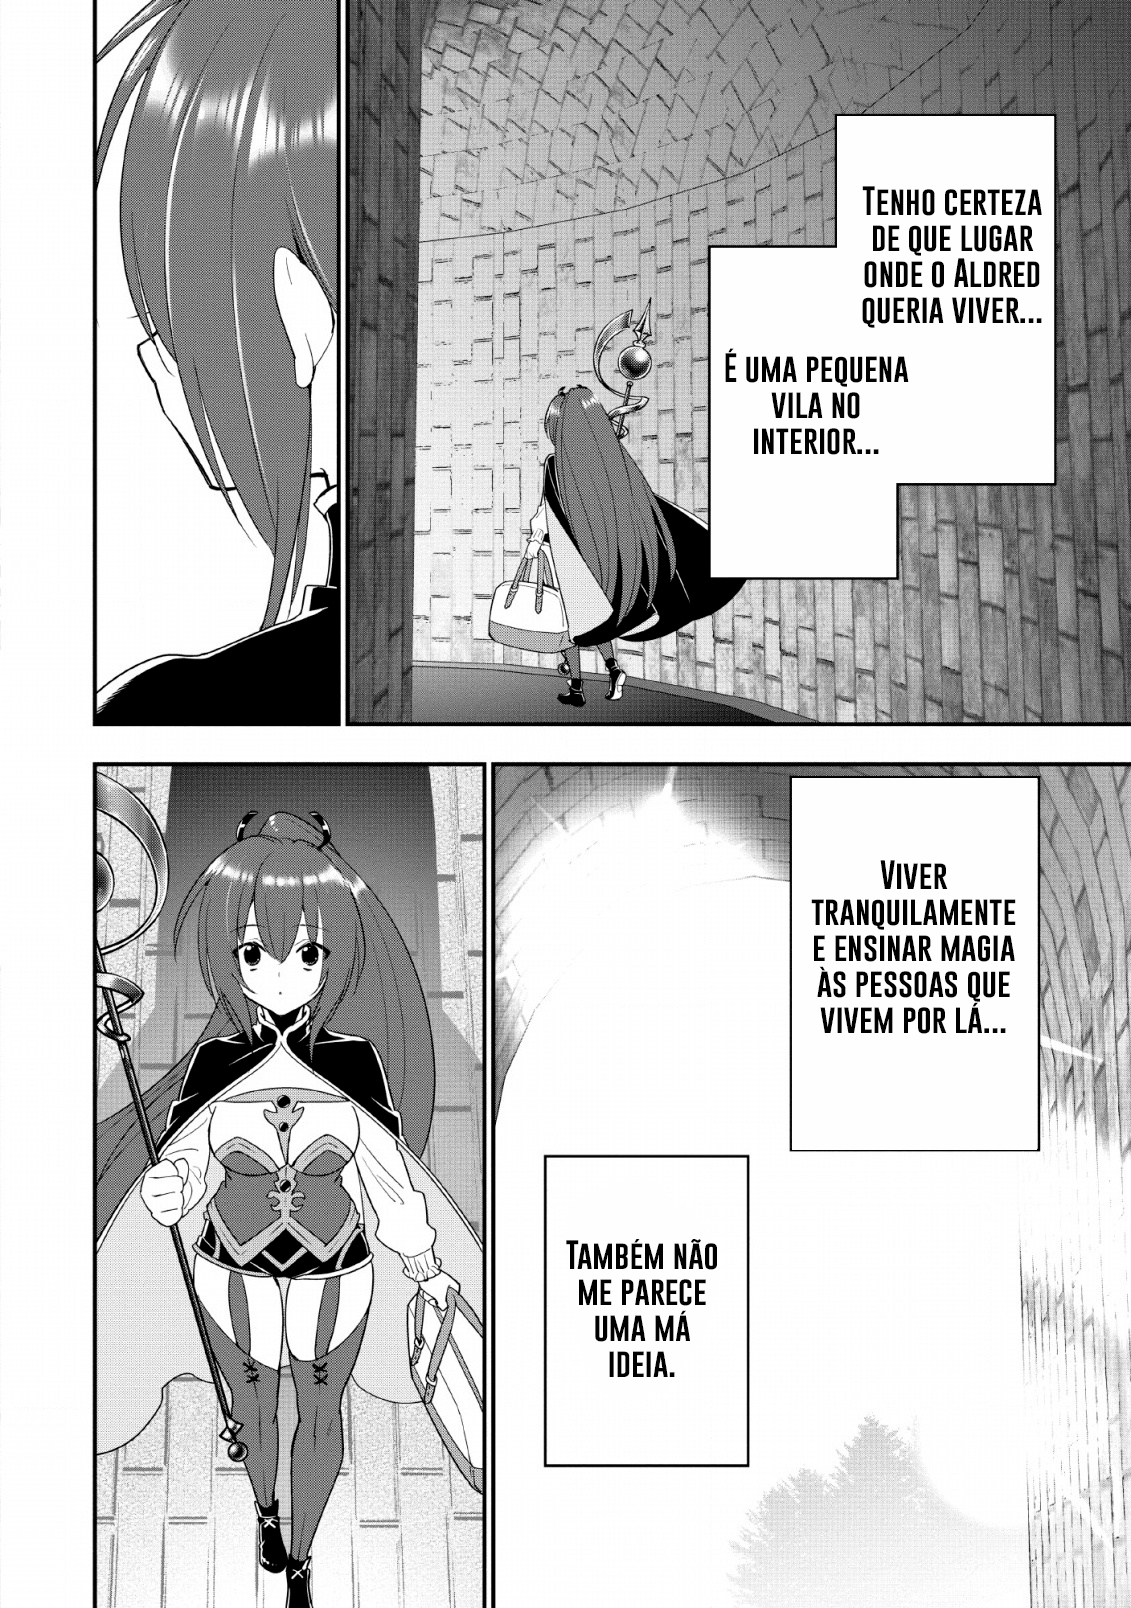 Tenho certeza
de que lugar
onde o Aldred
queria viver...
É uma pequena
vila no
interior...
Viver
tranquilamente
e ensinar magia
às pessoas que
vivem por lá...
Também não
me parece
uma má
ideia.